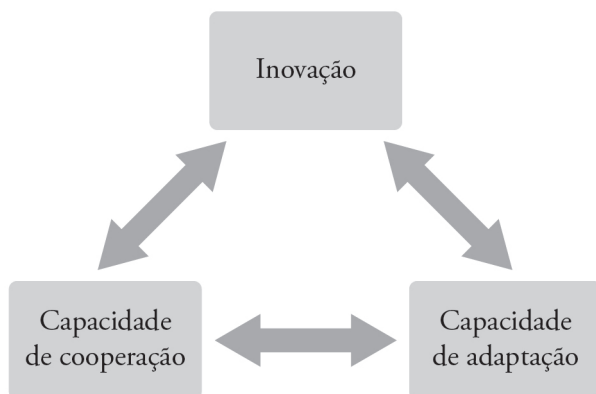 Inovação
Capacidade
de cooperação
Capacidade
de adaptação